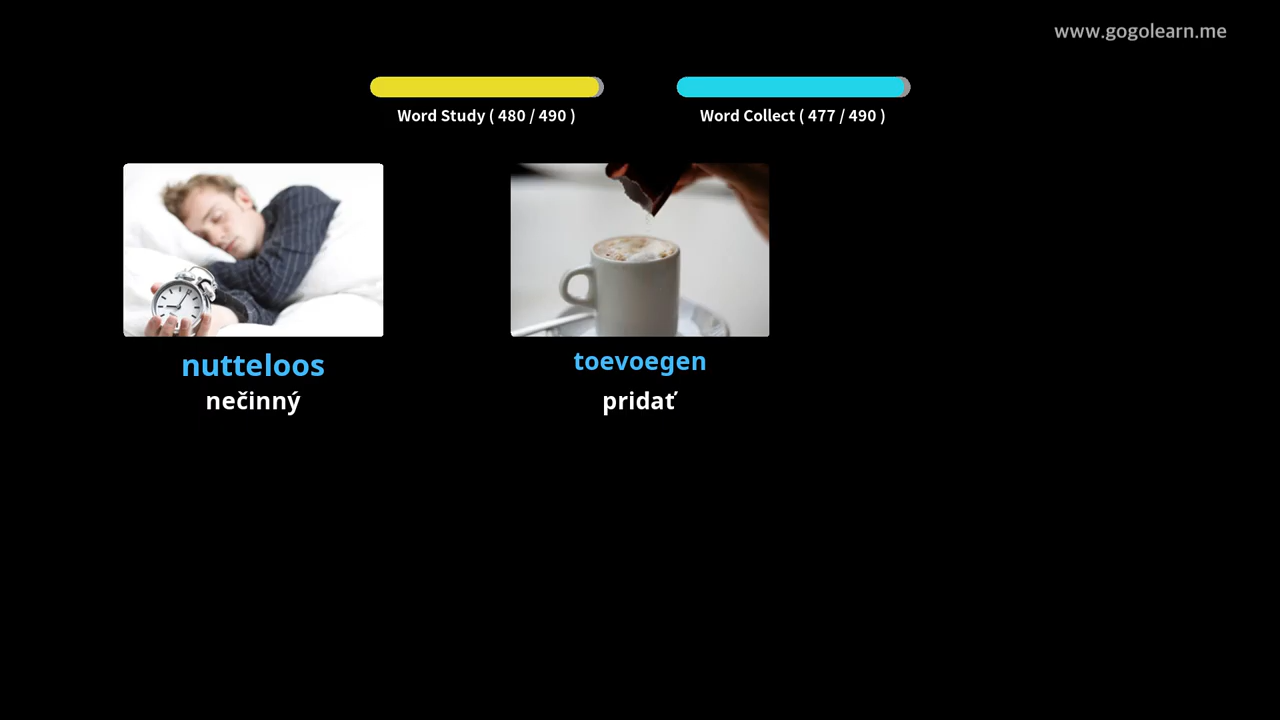 www.gogolearn.me
Word Study ( 480 / 490 )
Word Collect ( 477 / 490 )
nutteloos
nečinný
toevoegen
pridať